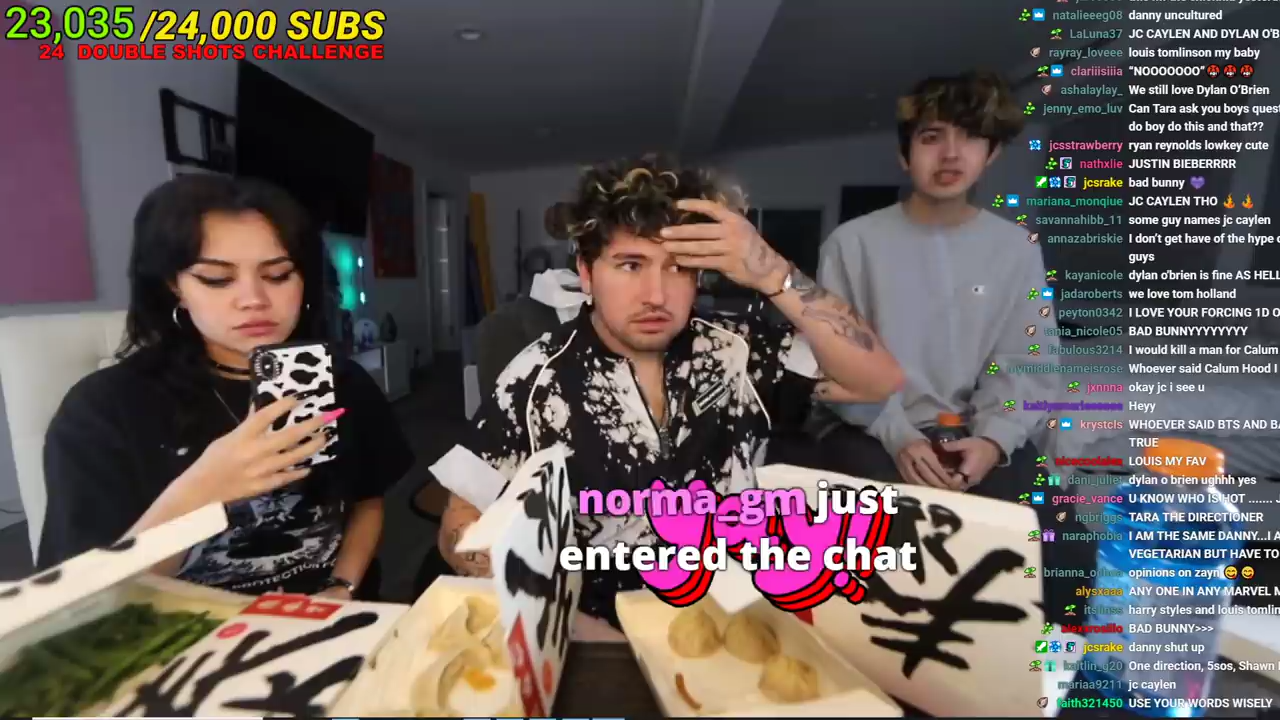 23,035/24,000 SUBS
24 DOUBLE SHOTS CHALLENGE
norma_gm just
entered the chat
natalieeeg08 danny uncultured
LaLuna37 JC CAYLEN AND DYLAN O'B
rayray_loveee louis tomlinson my baby
clariiisiiia “NOOOOOOO”
ashalaylay_ We still love Dylan O’Brien
jenny_emo_luv Can Tara ask you boys quest
do boy do this and that??
jcsstrawberry ryan reynolds lowkey cute
nathxlie JUSTIN BIEBERRRR
jcsrake bad bunny 💜
mariana_monqiue JC CAYLEN THO 🔥 🔥
savannahibb_11 some guy names jc caylen
annazabriskie I don’t get have of the hype
guys
kayanicole dylan o'brien is fine AS HELL
jadaroberts we love tom holland
peyton0342 I LOVE YOUR FORCING 1D O
tania_nicole05 BAD BUNNYYYYYYY
fabulous3214 I would kill a man for Calum
mymiddlenameisrose Whoever said Calum Hood I
jxnnna okay jc i see u
Heyy
krystcls WHOEVER SAID BTS AND BA
TRUE
LOUIS MY FAV
dani_juliet dylan o brien ughhh yes
gracie_vance U KNOW WHO IS HOT .......
ngbriggs TARA THE DIRECTIONER
naraphobia I AM THE SAME DANNY...I A
VEGETARIAN BUT HAVE TO
opinions on zayn 😄 😄
alysxaaa ANY ONE IN ANY MARVEL M
itslinss harry styles and louis tomlin
BAD BUNNY>>>
jcsrake danny shut up
kaitlin_g20 One direction, 5sos, Shawn
mariaa9211 jc caylen
faith321450 USE YOUR WORDS WISELY